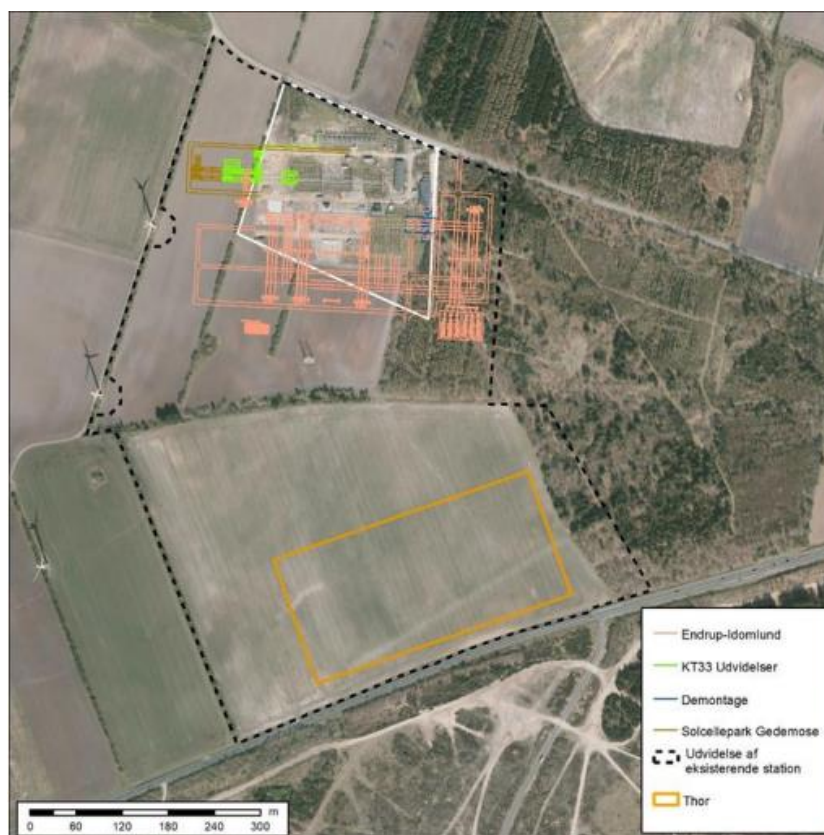 Endrup-Idomlund
KT33 Udvidelser
Demontage
Solcellepark Gedemose
Udvidelse af
eksisterende station
Thor
m
0 60 120 180 240 300